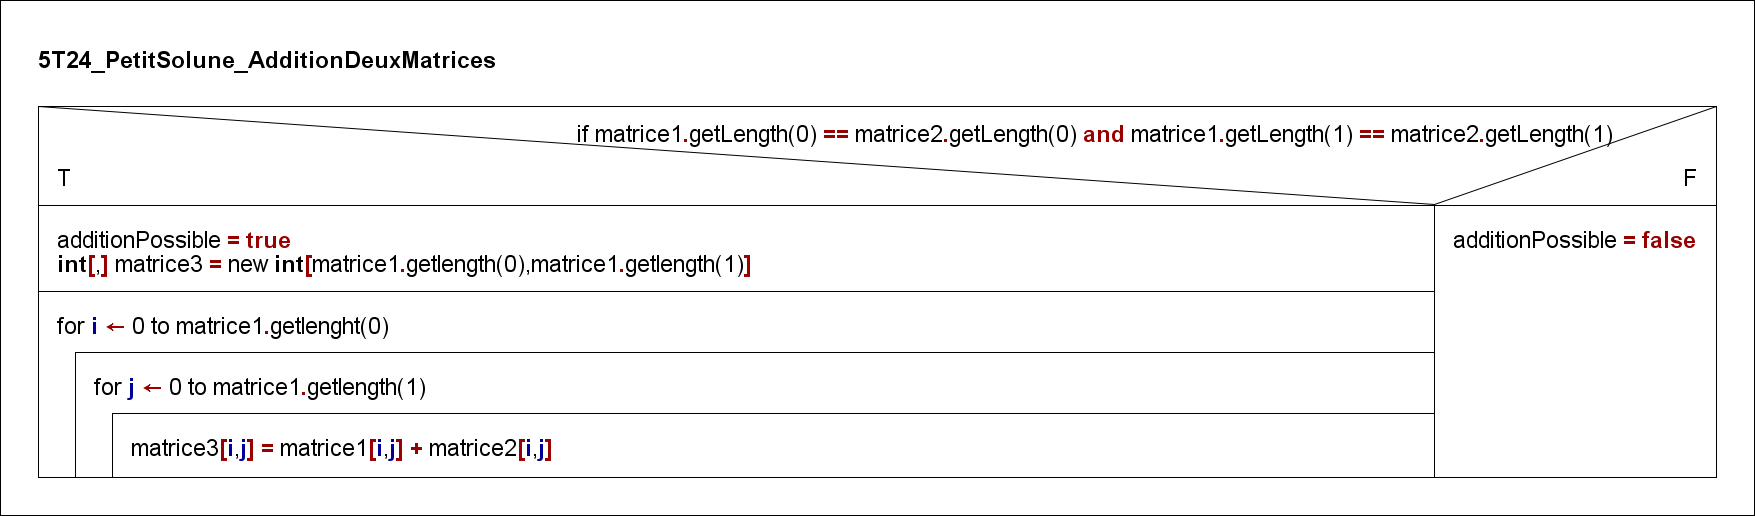 5T24_PetitSolune_AdditionDeuxMatrices
if matrice1.getLength(0) == matrice2.getLength(0) and matrice1.getLength(1) == matrice2.getLength(1)
T
F
additionPossible = true
int[,] matrice3 = new int[matrice1.getlength(0),matrice1.getlength(1)]
additionPossible = false
for i ← 0 to matrice1.getlenght(0)
for j ← 0 to matrice1.getlength(1)
matrice3[i,j] = matrice1[i,j] + matrice2[i,j]